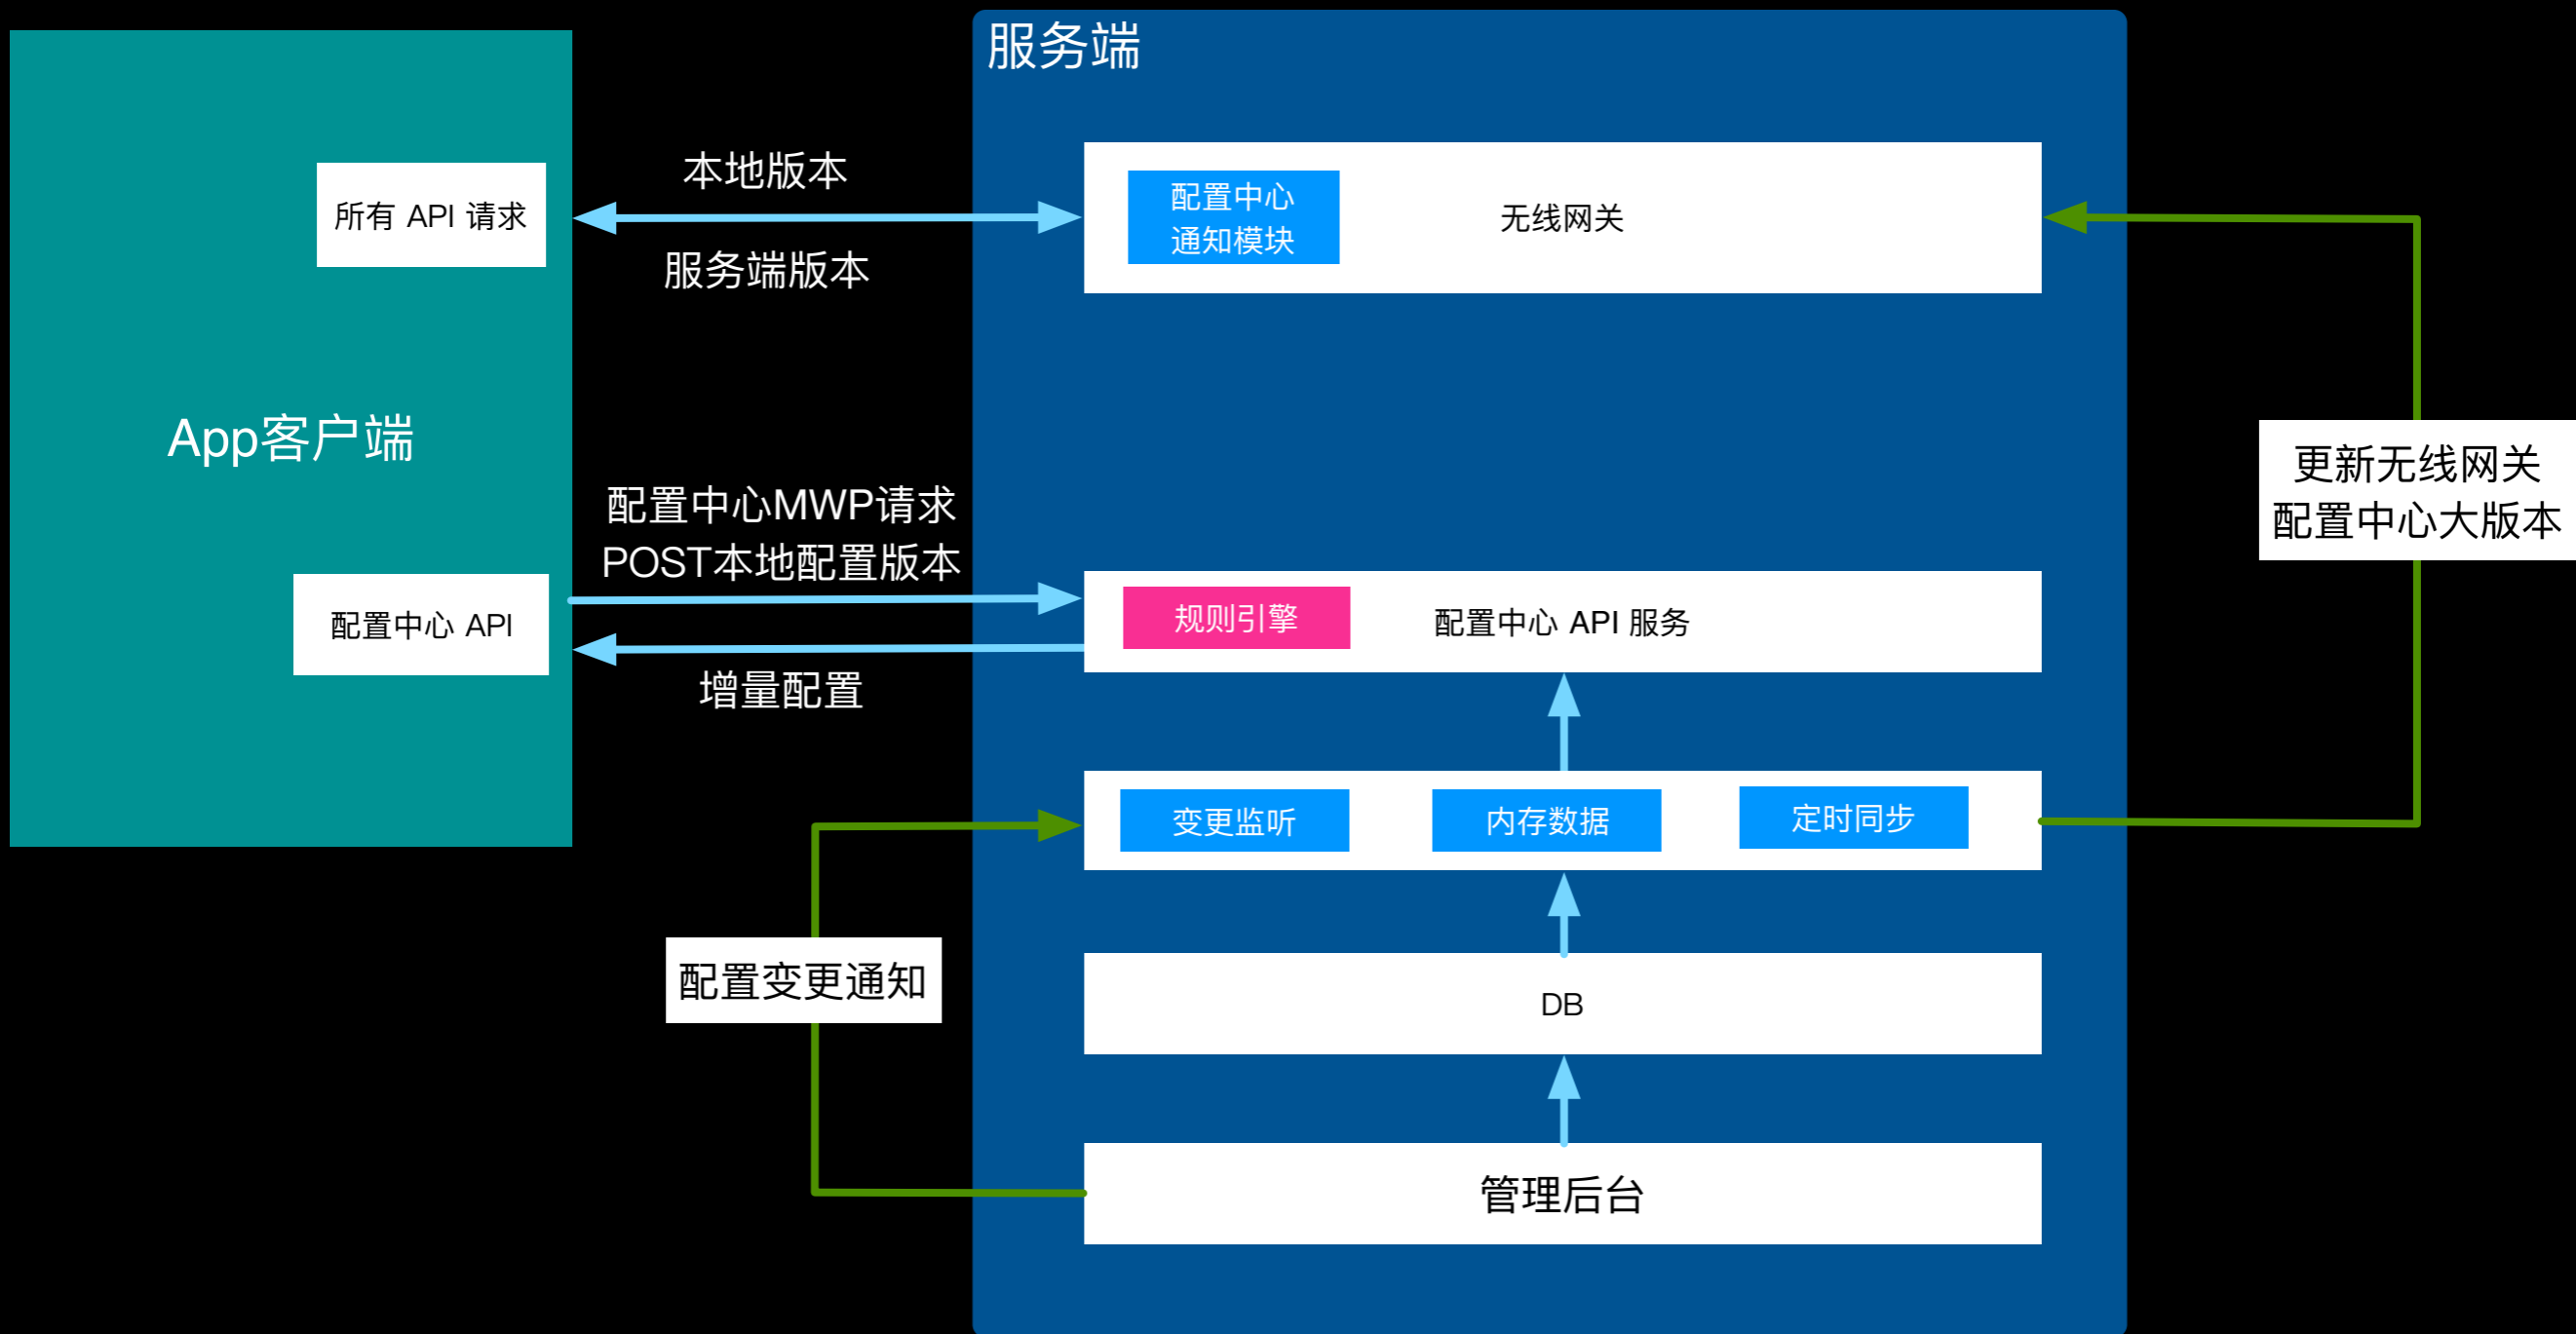 服务端
本地版本
所有 API 请求
配置中心
通知模块
无线网关
服务端版本
App客户端
更新无线网关
配置中心大版本
配置中心MWP请求
POST本地配置版本
配置中心 API
规则引擎
配置中心 API 服务
增量配置
变更监听
内存数据
定时同步
配置变更通知
DB
管理后台